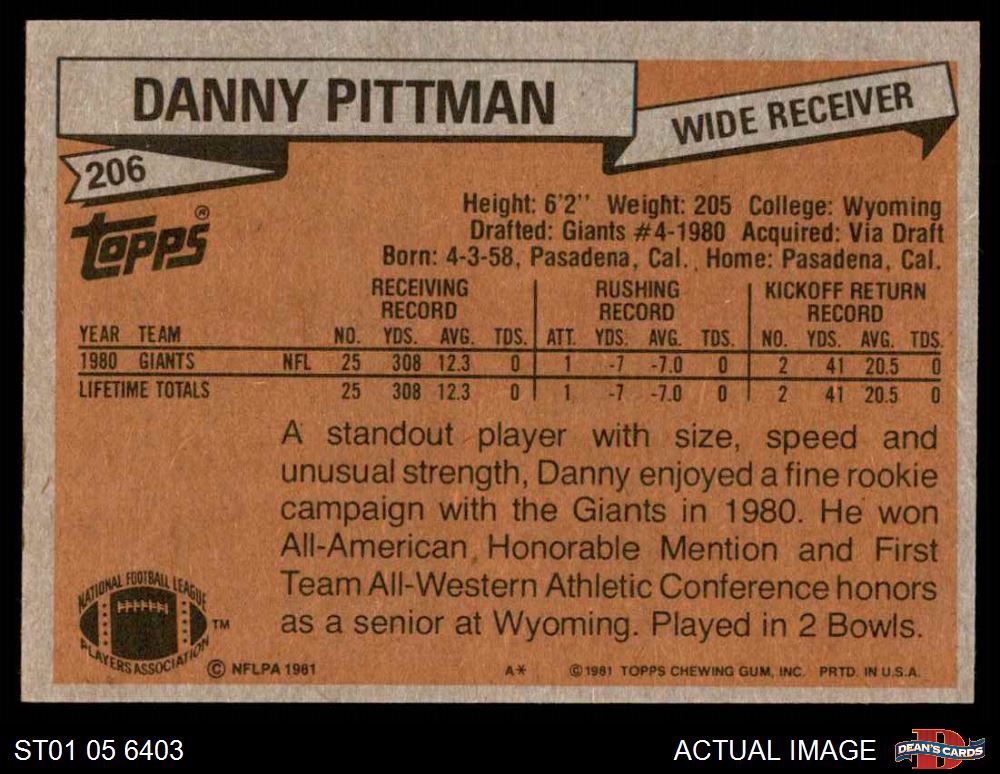 DANNY PITTMAN
WIDE RECEIVER
206
Topps®
Height: 6'2'' Weight: 205 College: Wyoming
Drafted: Giants #4-1980 Acquired: Via Draft
Born: 4-3-58, Pasadena, Cal., Home: Pasadena, Cal.
RECEIVING RECORD RUSHING RECORD KICKOFF RETURN RECORD
YEAR TEAM NO. YDS. AVG. TDS. ATT. YDS. AVG. TDS. NO. YDS. AVG. TDS.
1980 GIANTS NFL 25 308 12.3 0 1 -7 -7.0 0 2 41 20.5 0
LIFETIME TOTALS 25 308 12.3 0 1 -7 -7.0 0 2 41 20.5 0
A standout player with size, speed and
unusual strength, Danny enjoyed a fine rookie
campaign with the Giants in 1980. He won
All-American Honorable Mention and First
Team All-Western Athletic Conference honors
as a senior at Wyoming. Played in 2 Bowls.
NATIONAL FOOTBALL LEAGUE
PLAYERS ASSOCIATION
TM
© NFLPA 1981 A* © 1981 TOPPS CHEWING GUM, INC. PRTD. IN U.S.A.
ST01 05 6403 ACTUAL IMAGE
D
DEAN'S CARDS